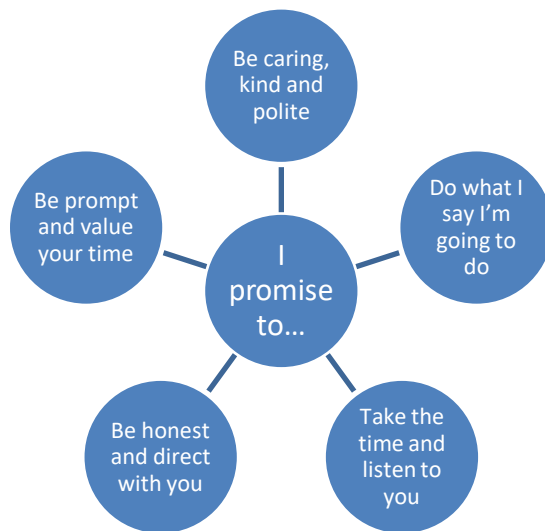 Be caring,
kind and
polite
Be prompt
and value
your time
Do what I
say I’m
going to
do
I
promise
to…
Be honest
and direct
with you
Take the
time and
listen to
you